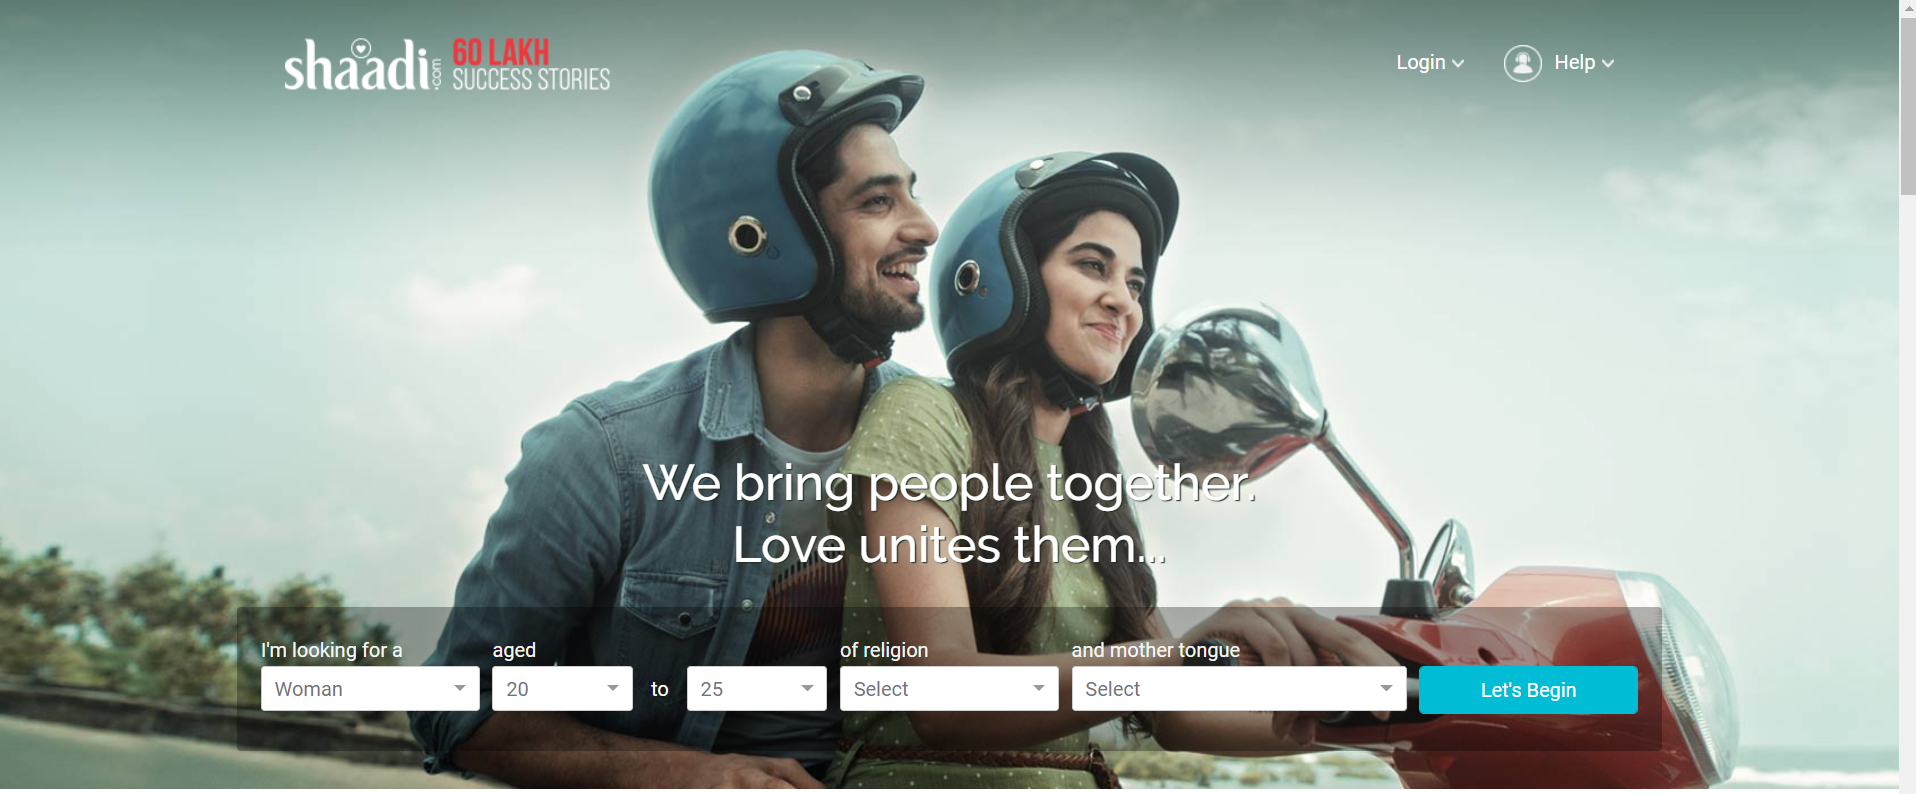 shaadi.com
60 LAKH
SUCCESS STORIES
Login
Help
We bring people together.
Love unites them...
I'm looking for a
aged
of religion
and mother tongue
Woman
20
to
25
Select
Select
Let's Begin